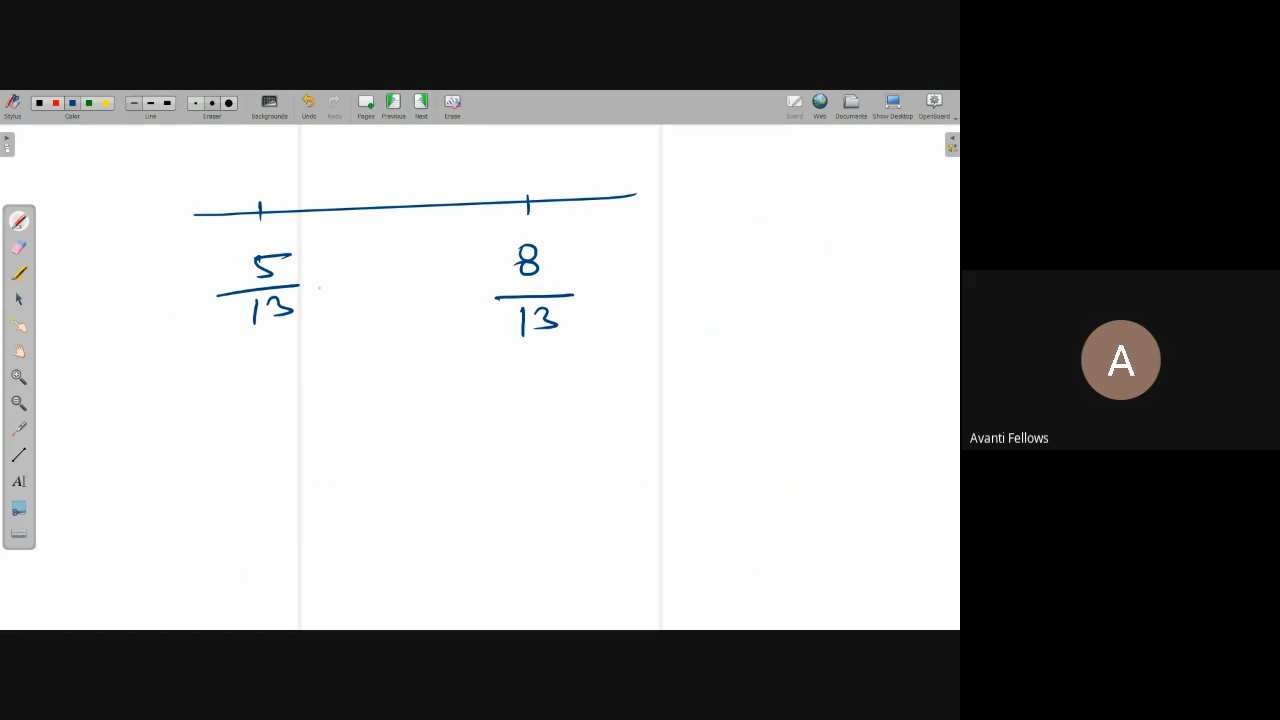 Stylus Color Line Eraser Backgrounds Undo Redo Pages Previous Next Erase Board Web Documents Show Desktop OpenBoard
5 8
13 13
AI
A
Avanti Fellows